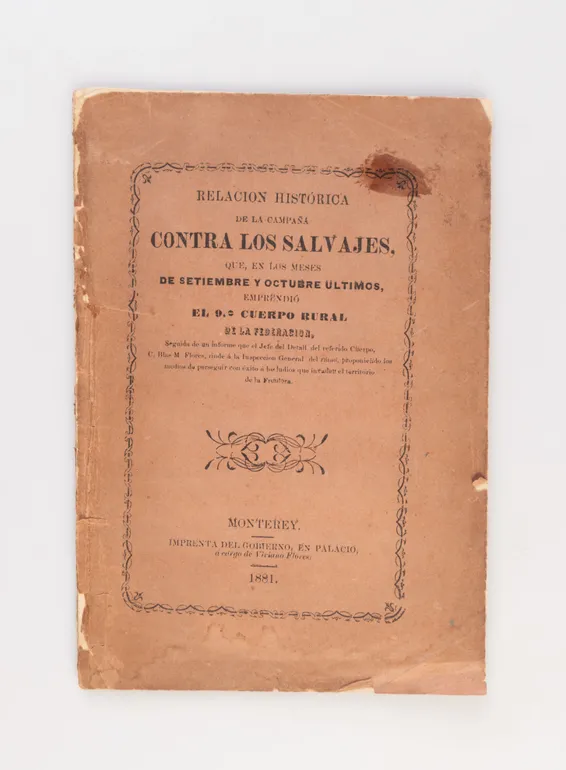 RELACION HISTÓRICA
DE LA CAMPAÑA
CONTRA LOS SALVAJES,
QUE, EN LOS MESES
DE SETIEMBRE Y OCTUBRE ÚLTIMOS,
EMPRENDIÓ
EL 9.º CUERPO RURAL
DE LA FEDERACION,
Seguida de un informe que el Jefe del Detall del referido Cuerpo,
C. Blas M. Flores, rinde á la Inspeccion General del ramo, proponiendo los
medios de perseguir con éxito á los Indios que invaden el territorio
de la Frontera.
MONTEREY.
IMPRENTA DEL GOBIERNO, EN PALACIO,
a cargo de Viviano Flores.
1881.